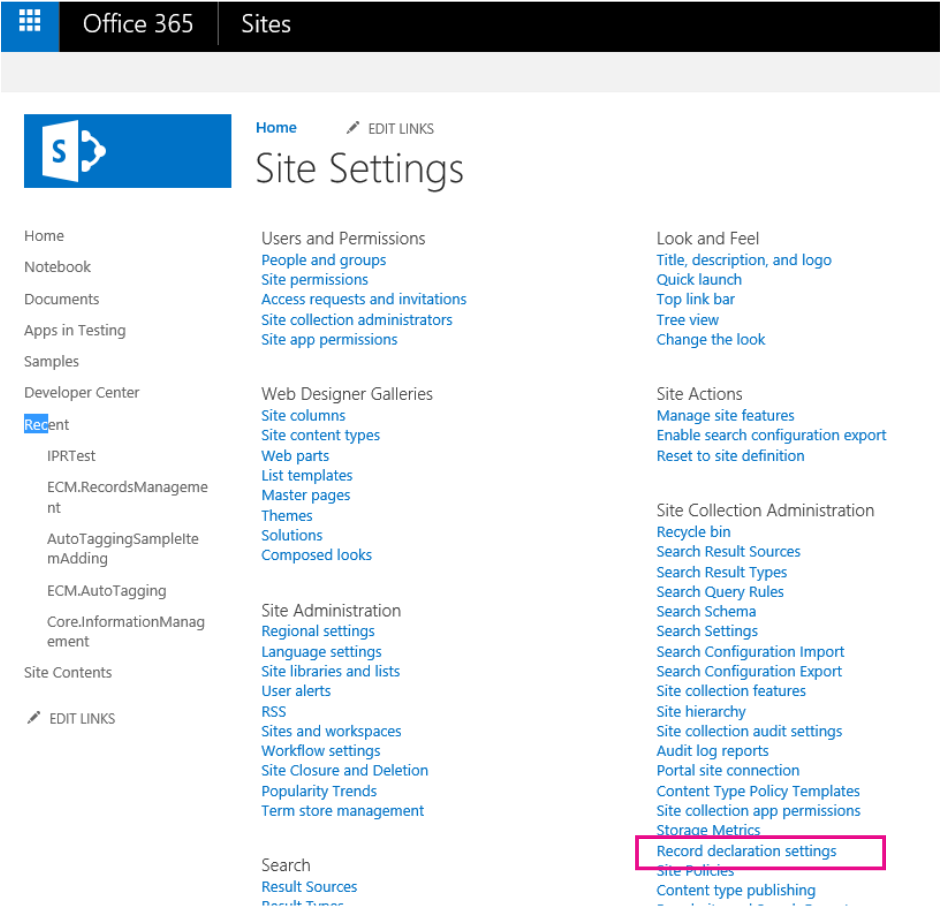 Office 365
Sites
S
Home
EDIT LINKS
Site Settings
Home
Notebook
Documents
Apps in Testing
Samples
Developer Center
Recent
IPRTest
ECM.RecordsManageme
nt
AutoTaggingSampleIte
mAdding
ECM.AutoTagging
Core.InformationManag
ement
Site Contents
EDIT LINKS
Users and Permissions
People and groups
Site permissions
Access requests and invitations
Site collection administrators
Site app permissions
Web Designer Galleries
Site columns
Site content types
Web parts
List templates
Master pages
Themes
Solutions
Composed looks
Site Administration
Regional settings
Language settings
Site libraries and lists
User alerts
RSS
Sites and workspaces
Workflow settings
Site Closure and Deletion
Popularity Trends
Term store management
Search
Result Sources
Result Types
Look and Feel
Title, description, and logo
Quick launch
Top link bar
Tree view
Change the look
Site Actions
Manage site features
Enable search configuration export
Reset to site definition
Site Collection Administration
Recycle bin
Search Result Sources
Search Result Types
Search Query Rules
Search Schema
Search Settings
Search Configuration Import
Search Configuration Export
Site collection features
Site hierarchy
Site collection audit settings
Audit log reports
Portal site connection
Content Type Policy Templates
Site collection app permissions
Storage Metrics
Record declaration settings
Site Policies
Content type publishing